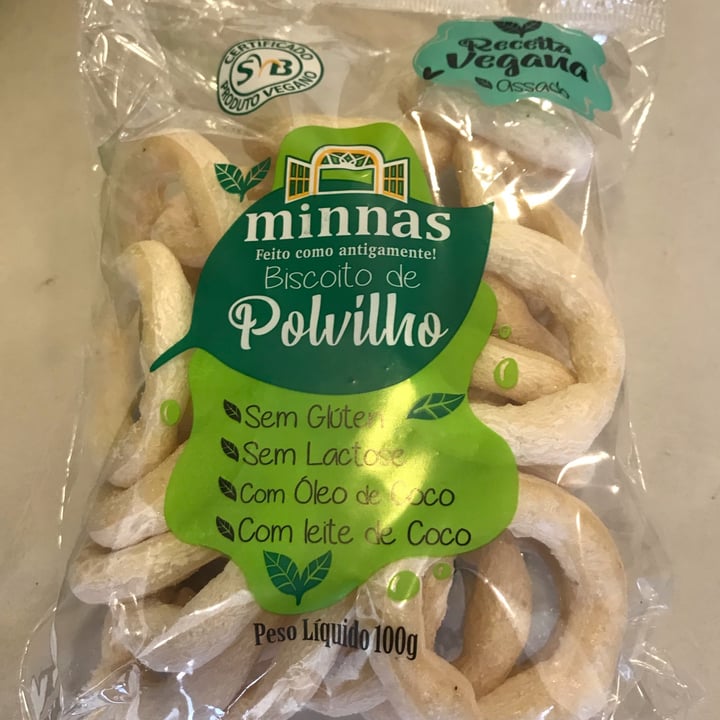 CERTIFICADO
SVB
PRODUTO VEGANO
Receita
Vegana
Assado
minnas
Feito como antigamente!
Biscoito de
Polvilho
Sem Glúten
Sem Lactose
Com Óleo de Coco
Com leite de Coco
Peso Líquido 100g